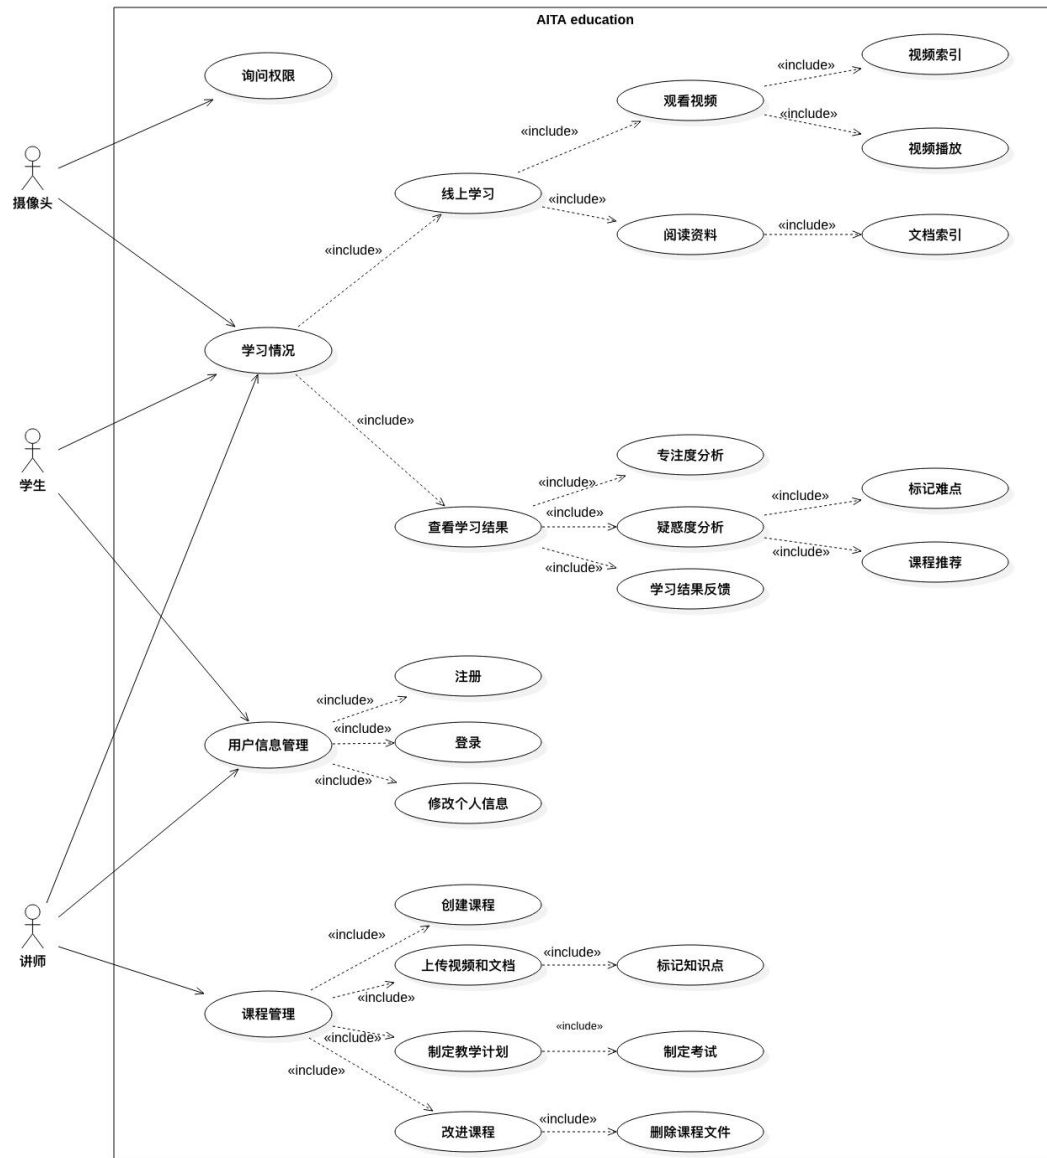 AITA education
视频索引
«include»
询问权限
观看视频
«include»
«include»
视频播放
摄像头
线上学习
«include»
阅读资料
«include»
文档索引
«include»
学习情况
«include»
学生
专注度分析
«include»
标记难点
«include»
查看学习结果
«include»
疑惑度分析
«include»
课程推荐
«include»
学习结果反馈
注册
«include»
用户信息管理
«include»
登录
«include»
修改个人信息
创建课程
«include»
讲师
上传视频和文档
«include»
标记知识点
«include»
课程管理
«include»
制定教学计划
«include»
制定考试
«include»
改进课程
«include»
删除课程文件